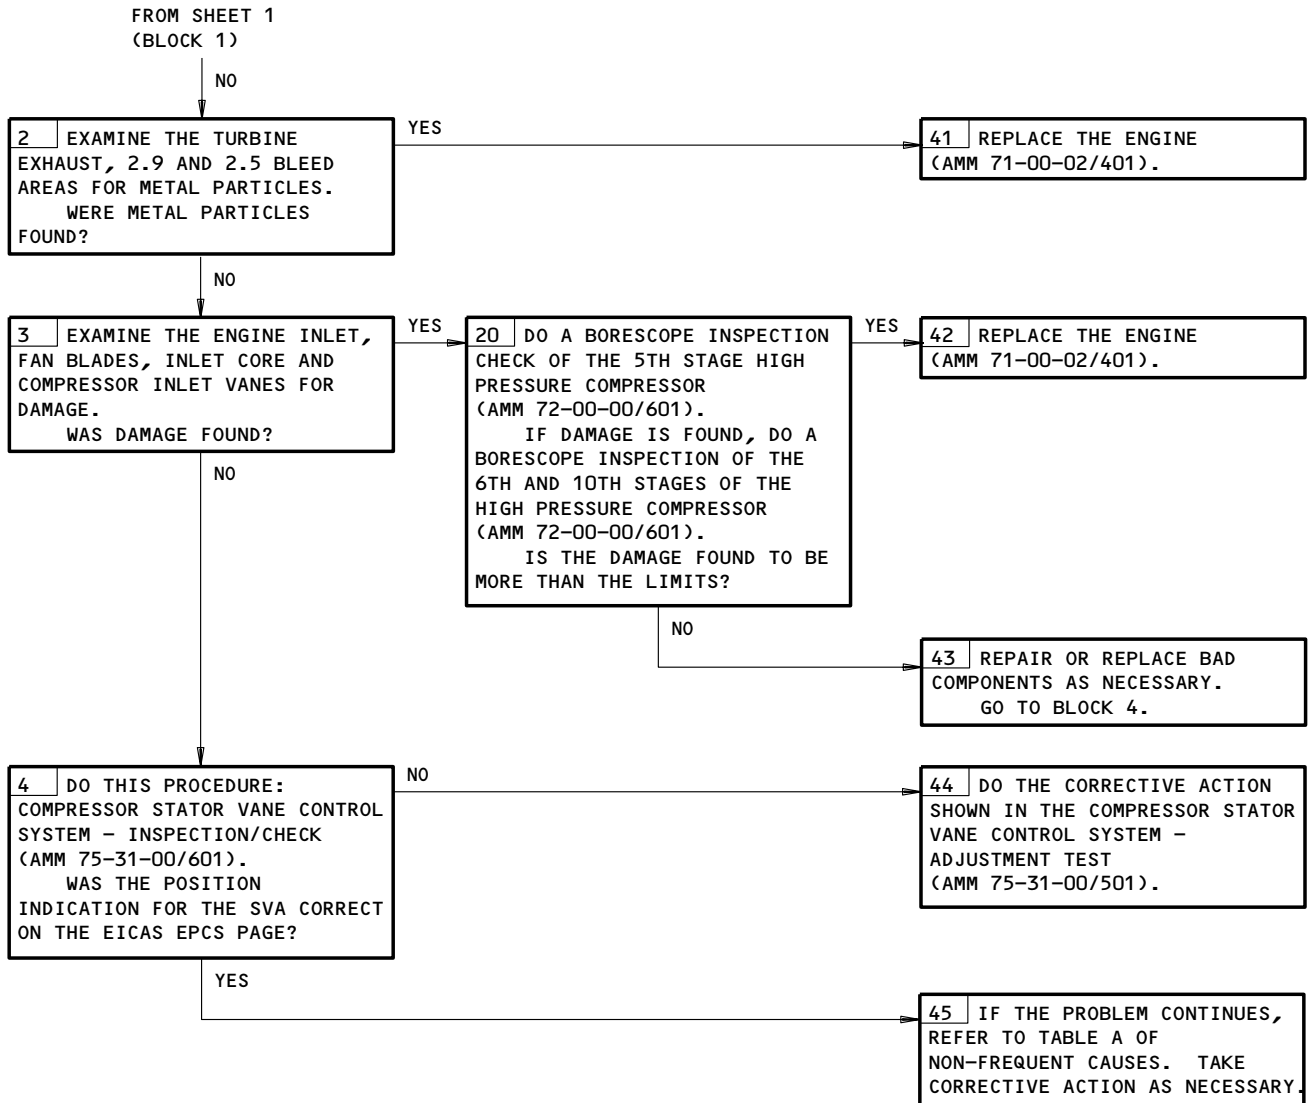 FROM SHEET 1
(BLOCK 1)
NO
2 EXAMINE THE TURBINE
EXHAUST, 2.9 AND 2.5 BLEED
AREAS FOR METAL PARTICLES.
WERE METAL PARTICLES
FOUND?
YES
41 REPLACE THE ENGINE
(AMM 71-00-02/401).
NO
3 EXAMINE THE ENGINE INLET,
FAN BLADES, INLET CORE AND
COMPRESSOR INLET VANES FOR
DAMAGE.
WAS DAMAGE FOUND?
YES
20 DO A BORESCOPE INSPECTION
CHECK OF THE 5TH STAGE HIGH
PRESSURE COMPRESSOR
(AMM 72-00-00/601).
IF DAMAGE IS FOUND, DO A
BORESCOPE INSPECTION OF THE
6TH AND 10TH STAGES OF THE
HIGH PRESSURE COMPRESSOR
(AMM 72-00-00/601).
IS THE DAMAGE FOUND TO BE
MORE THAN THE LIMITS?
YES
42 REPLACE THE ENGINE
(AMM 71-00-02/401).
NO
NO
43 REPAIR OR REPLACE BAD
COMPONENTS AS NECESSARY.
GO TO BLOCK 4.
4 DO THIS PROCEDURE:
COMPRESSOR STATOR VANE CONTROL
SYSTEM - INSPECTION/CHECK
(AMM 75-31-00/601).
WAS THE POSITION
INDICATION FOR THE SVA CORRECT
ON THE EICAS EPCS PAGE?
NO
44 DO THE CORRECTIVE ACTION
SHOWN IN THE COMPRESSOR STATOR
VANE CONTROL SYSTEM -
ADJUSTMENT TEST
(AMM 75-31-00/501).
YES
45 IF THE PROBLEM CONTINUES,
REFER TO TABLE A OF
NON-FREQUENT CAUSES. TAKE
CORRECTIVE ACTION AS NECESSARY.